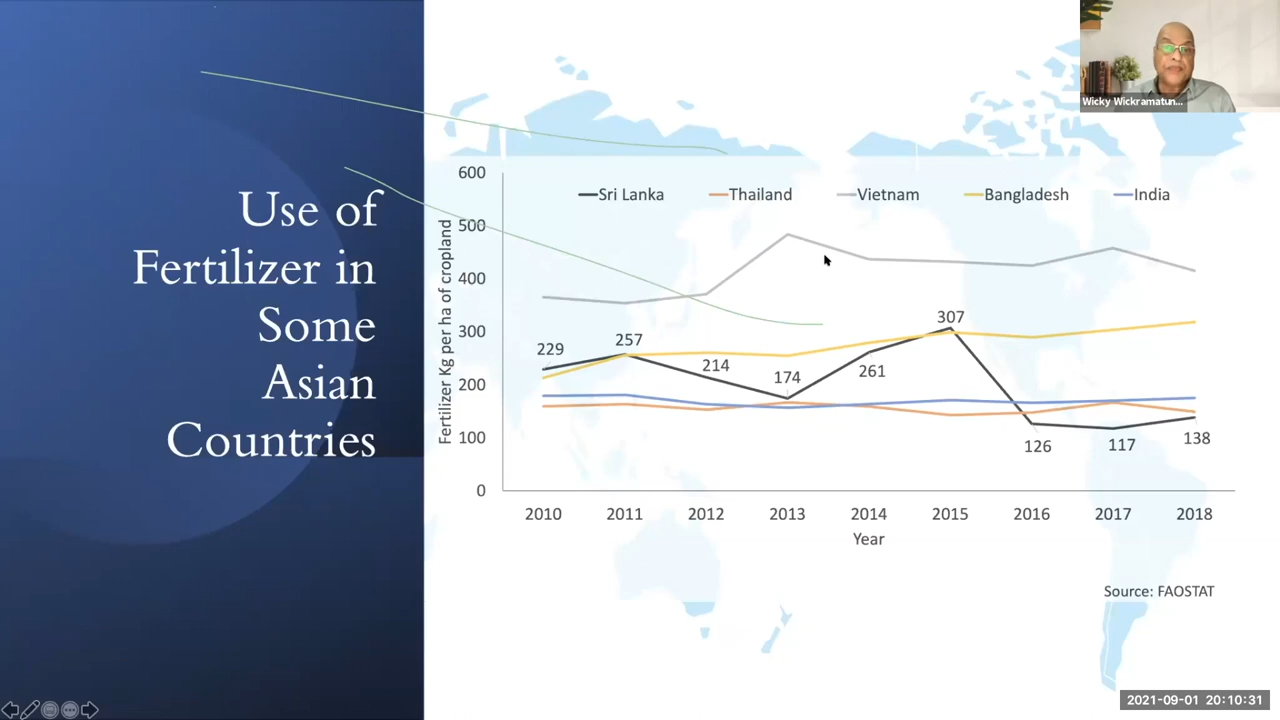 Use of
Fertilizer in
Some
Asian
Countries
Wicky Wickramatun...
Sri Lanka
Thailand
Vietnam
Bangladesh
India
Fertilizer Kg per ha of cropland
600
500
400
300
200
100
0
229
257
214
174
261
307
126
117
138
2010 2011 2012 2013 2014 2015 2016 2017 2018
Year
Source: FAOSTAT
2021-09-01 20:10:31